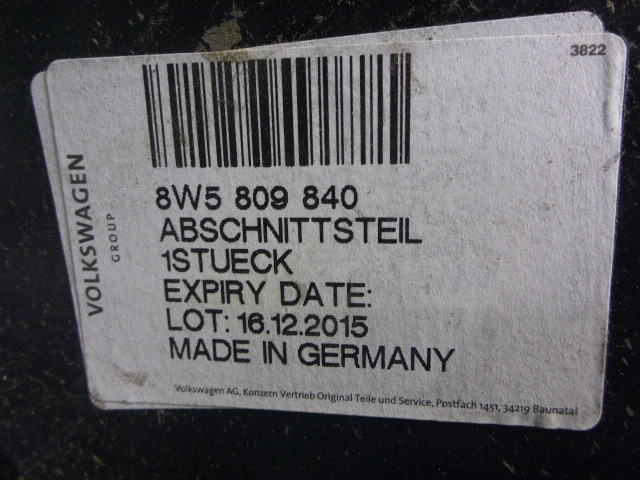 3822
VOLKSWAGEN
GROUP
8W5 809 840
ABSCHNITTSTEIL
1STUECK
EXPIRY DATE:
LOT: 16.12.2015
MADE IN GERMANY
Volkswagen AG, Konzern Vertrieb Original Teile und Service, Postfach 1451, 34219 Baunatal